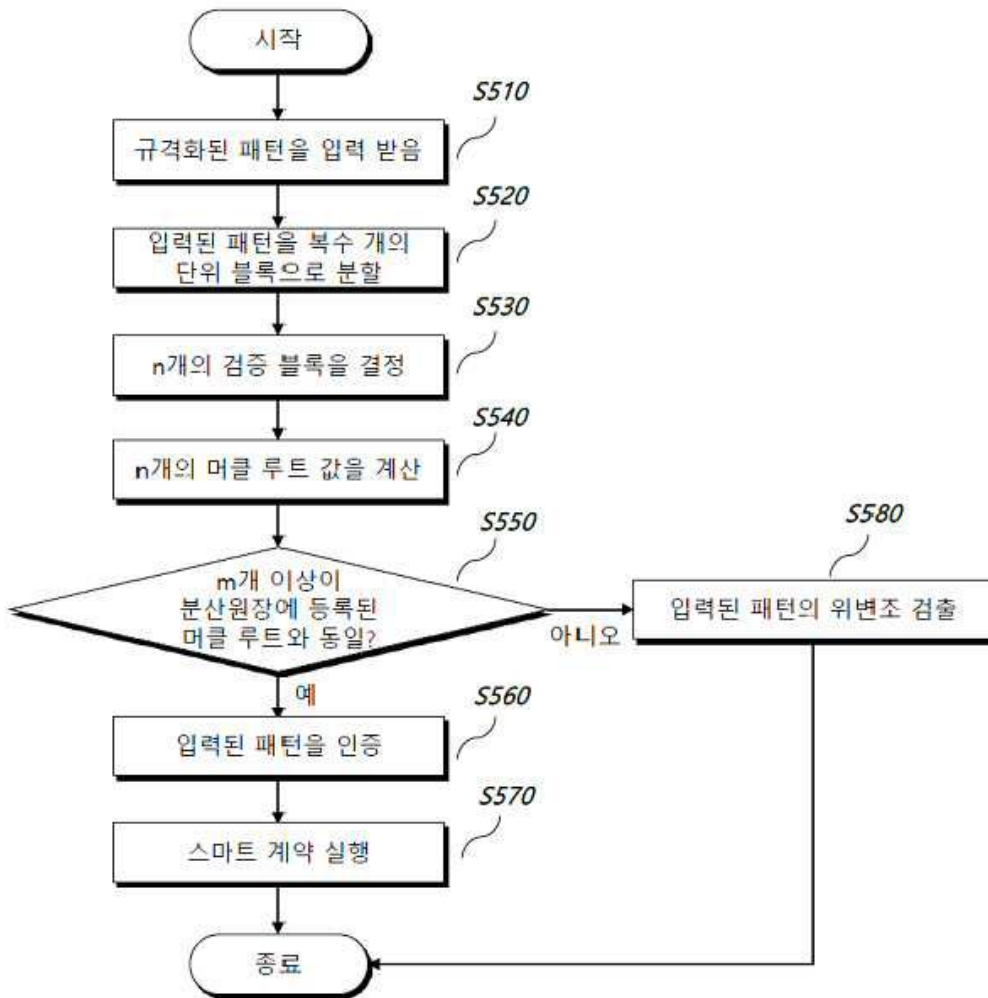 시작
S510
규격화된 패턴을 입력 받음
S520
입력된 패턴을 복수 개의
단위 블록으로 분할
S530
n개의 검증 블록을 결정
S540
n개의 머클 루트 값을 계산
S550
m개 이상이
분산원장에 등록된
머클 루트와 동일?
아니오
S580
입력된 패턴의 위변조 검출
예
S560
입력된 패턴을 인증
S570
스마트 계약 실행
종료